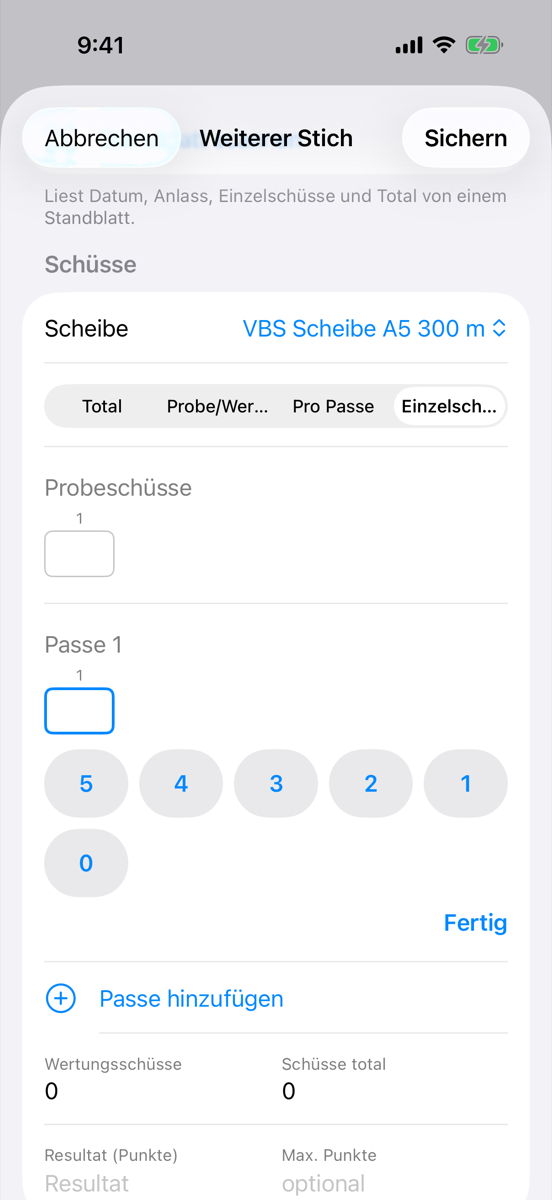 9:41
Abbrechen Weiterer Stich Sichern
Liest Datum, Anlass, Einzelschüsse und Total von einem
Standblatt.
Schüsse
Scheibe VBS Scheibe A5 300 m
Total Probe/Wer... Pro Passe Einzelsch...
Probeschüsse
1
Passe 1
1
5 4 3 2 1
0
Fertig
Passe hinzufügen
Wertungsschüsse Schüsse total
0 0
Resultat (Punkte) Max. Punkte
Resultat optional